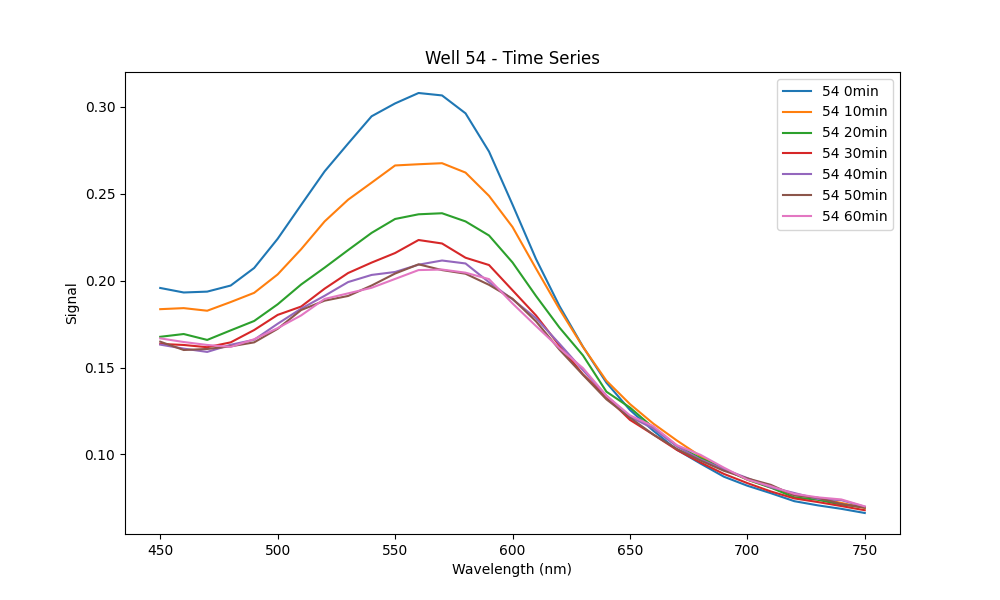 Well 54 - Time Series
Signal
0.30
0.25
0.20
0.15
0.10
450 500 550 600 650 700 750
Wavelength (nm)
54 0min
54 10min
54 20min
54 30min
54 40min
54 50min
54 60min